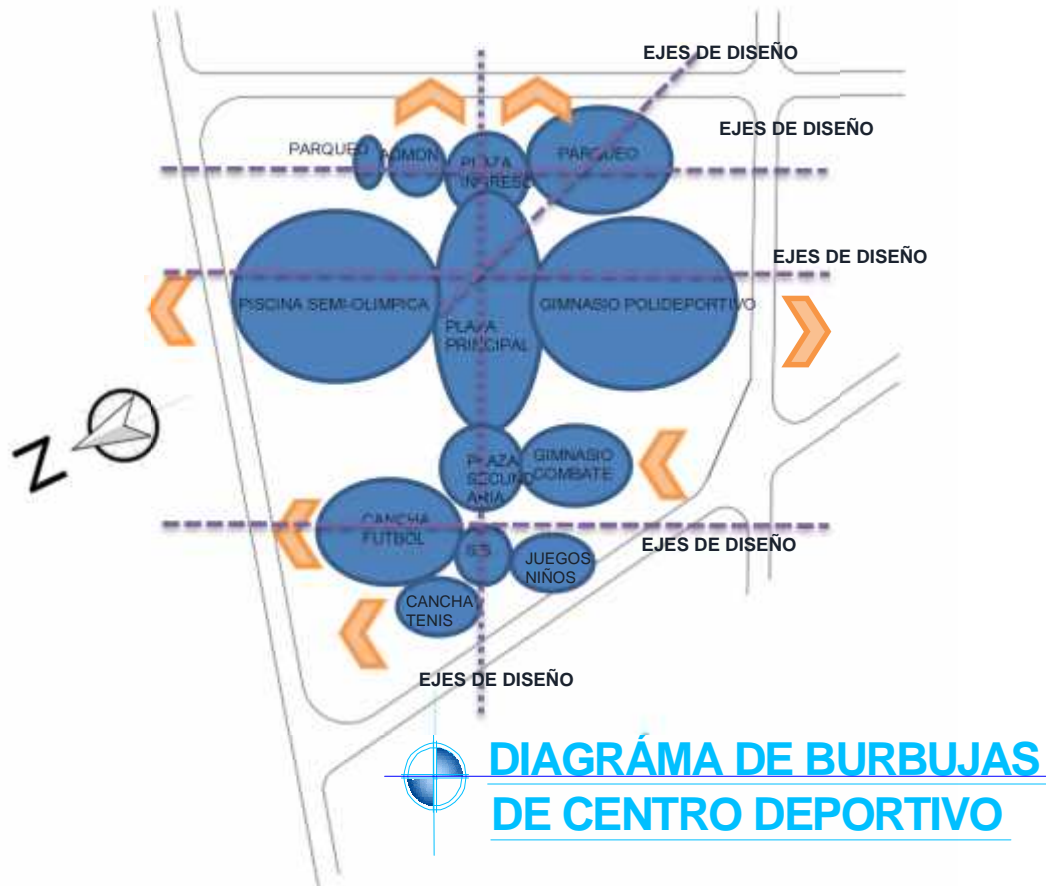 EJES DE DISEÑO
EJES DE DISEÑO
PARQUEO
ADMON
PLAZA
INGRESO
PARQUEO
EJES DE DISEÑO
PISCINA SEMI-OLIMPICA
GIMNASIO POLIDEPORTIVO
PLAZA
PRINCIPAL
N
PLAZA
SECUND
ARIA
GIMNASIO
COMBATE
CANCHA
FUTBOL
EJES DE DISEÑO
JUEGOS
NIÑOS
CANCHA
TENIS
EJES DE DISEÑO
DIAGRÁMA DE BURBUJAS
DE CENTRO DEPORTIVO